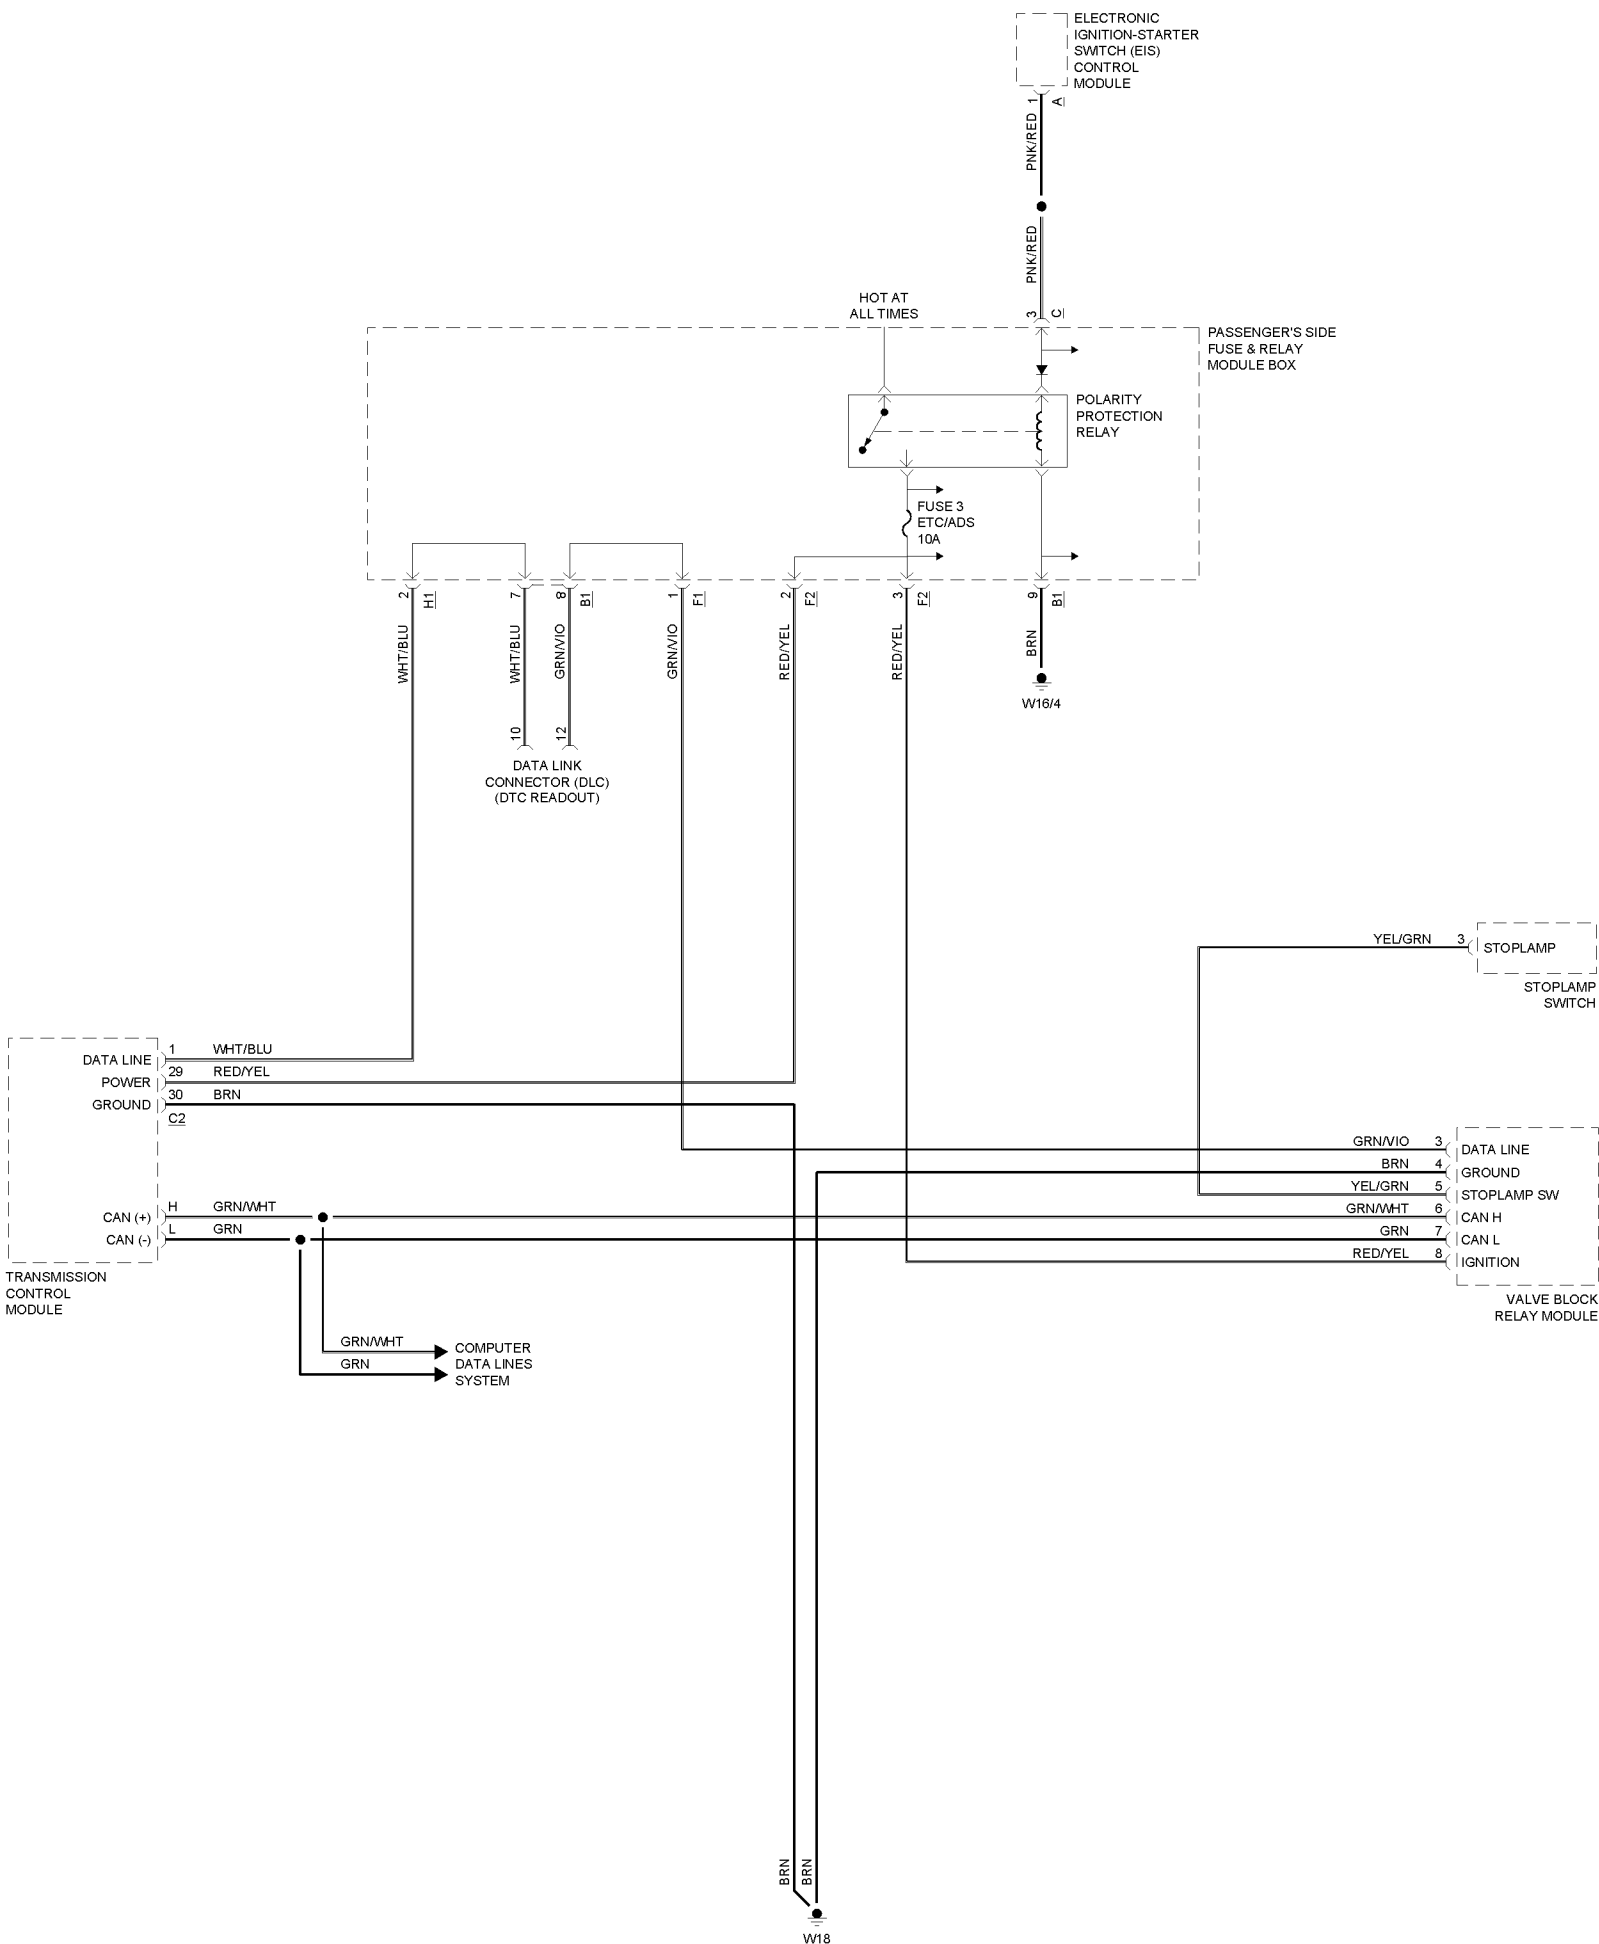 ELECTRONIC
IGNITION-STARTER
SWITCH (EIS)
CONTROL
MODULE
1
A
PNK/RED
PNK/RED
3
C
HOT AT
ALL TIMES
PASSENGER'S SIDE
FUSE & RELAY
MODULE BOX
POLARITY
PROTECTION
RELAY
FUSE 3
ETC/ADS
10A
2
H1
7
8
B1
1
F1
2
F2
3
F2
9
B1
WHT/BLU
WHT/BLU
GRN/VIO
GRN/VIO
RED/YEL
RED/YEL
BRN
W16/4
10
12
DATA LINK
CONNECTOR (DLC)
(DTC READOUT)
YEL/GRN
3
STOPLAMP
STOPLAMP
SWITCH
DATA LINE
1
WHT/BLU
POWER
29
RED/YEL
GROUND
30
BRN
C2
CAN (+)
H
GRN/WHT
CAN (-)
L
GRN
TRANSMISSION
CONTROL
MODULE
GRN/VIO
3
DATA LINE
BRN
4
GROUND
YEL/GRN
5
STOPLAMP SW
GRN/WHT
6
CAN H
GRN
7
CAN L
RED/YEL
8
IGNITION
VALVE BLOCK
RELAY MODULE
GRN/WHT
GRN
COMPUTER
DATA LINES
SYSTEM
BRN
BRN
W18